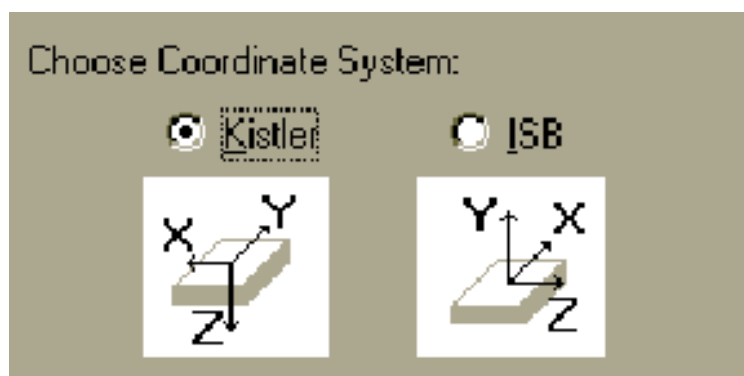 Choose Coordinate System:
Kistler ISB
X Y Y X
Z Z